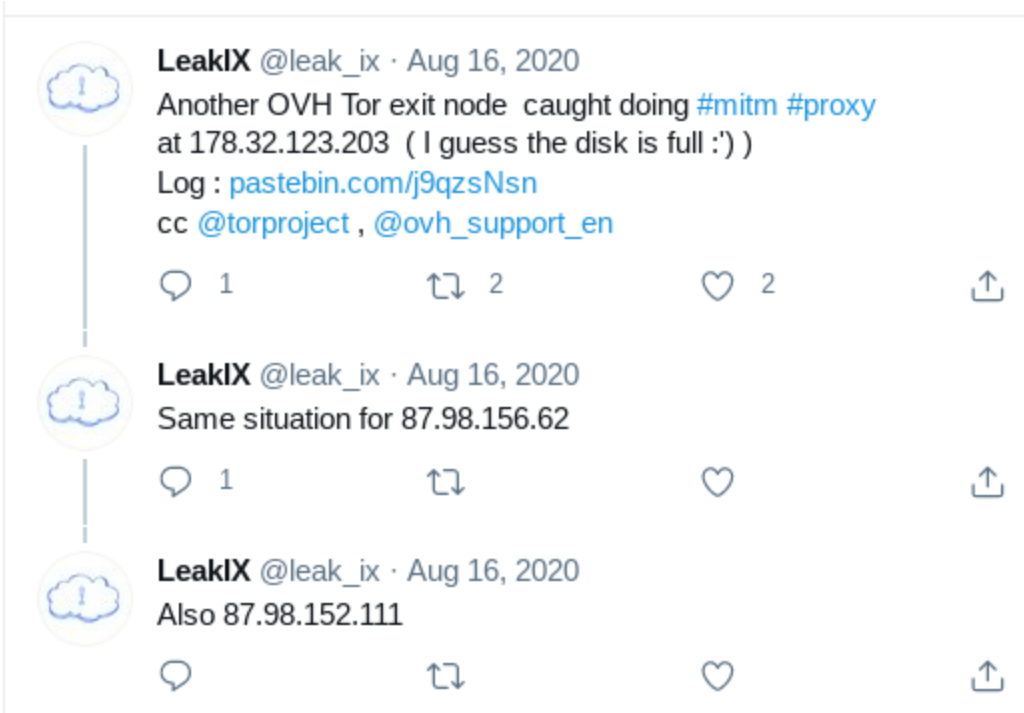 LeakIX @leak_ix · Aug 16, 2020
Another OVH Tor exit node  caught doing #mitm #proxy
at 178.32.123.203  ( I guess the disk is full :') )
Log : pastebin.com/j9qzsNsn
cc @torproject , @ovh_support_en
1 2 2
LeakIX @leak_ix · Aug 16, 2020
Same situation for 87.98.156.62
1
LeakIX @leak_ix · Aug 16, 2020
Also 87.98.152.111